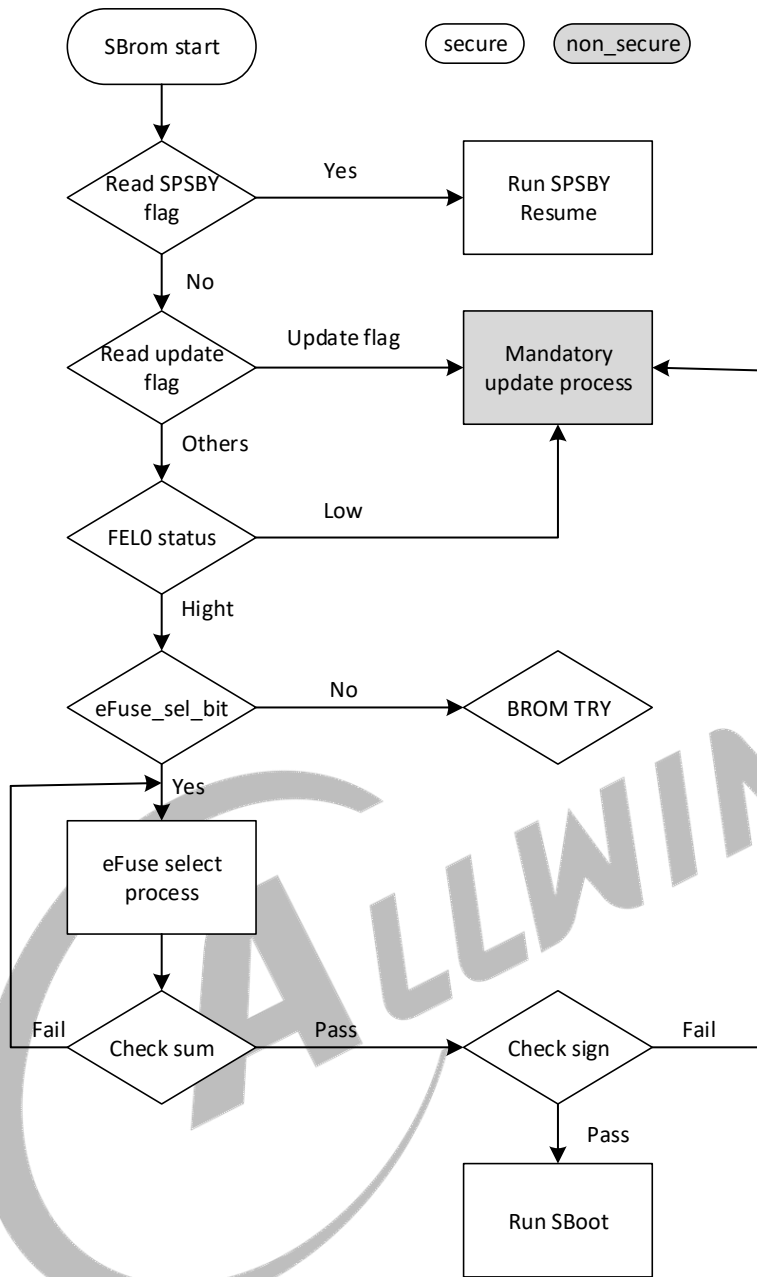 SBrom start
secure
non_secure
Read SPSBY
flag
Yes
Run SPSBY
Resume
No
Read update
flag
Update flag
Mandatory
update process
Others
FEL0 status
Low
Hight
eFuse_sel_bit
No
BROM TRY
Yes
eFuse select
process
ALLWIN
Fail
Check sum
Pass
Check sign
Fail
Pass
Run SBoot